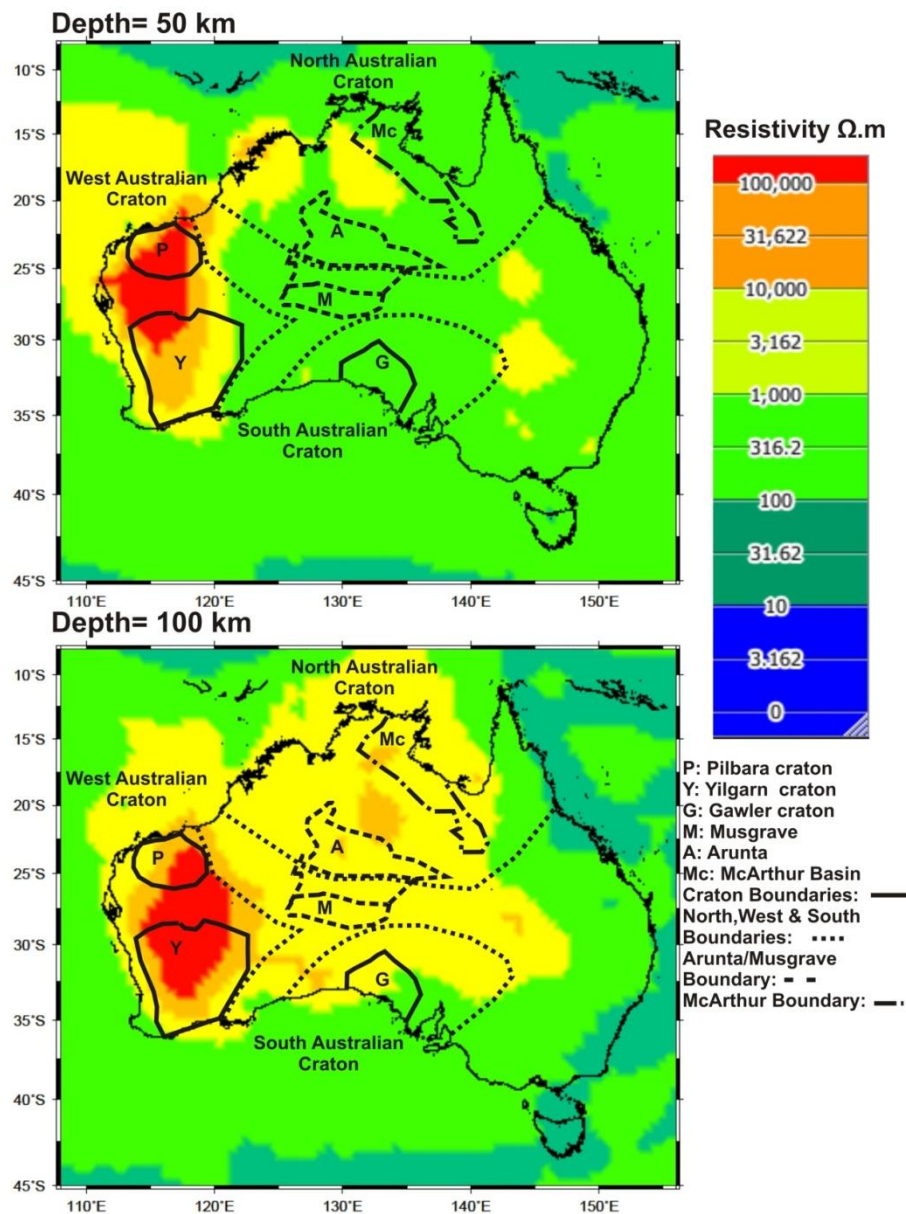 Depth= 50 km
North Australian
Craton
10°S
Mc
15°S
West Australian
Craton
20°S
A
P
25°S
M
30°S
Y
G
35°S
South Australian
Craton
40°S
45°S
110°E 120°E 130°E 140°E 150°E
Depth= 100 km
North Australian
Craton
10°S
Mc
15°S
West Australian
Craton
20°S
A
P
25°S
M
30°S
Y
G
35°S
South Australian
Craton
40°S
45°S
110°E 120°E 130°E 140°E 150°E
Resistivity Ω.m
100,000
31,622
10,000
3,162
1,000
316.2
100
31.62
10
3.162
0
P: Pilbara craton
Y: Yilgarn craton
G: Gawler craton
M: Musgrave
A: Arunta
Mc: McArthur Basin
Craton Boundaries:
North,West & South
Boundaries:
Arunta/Musgrave
Boundary:
McArthur Boundary: